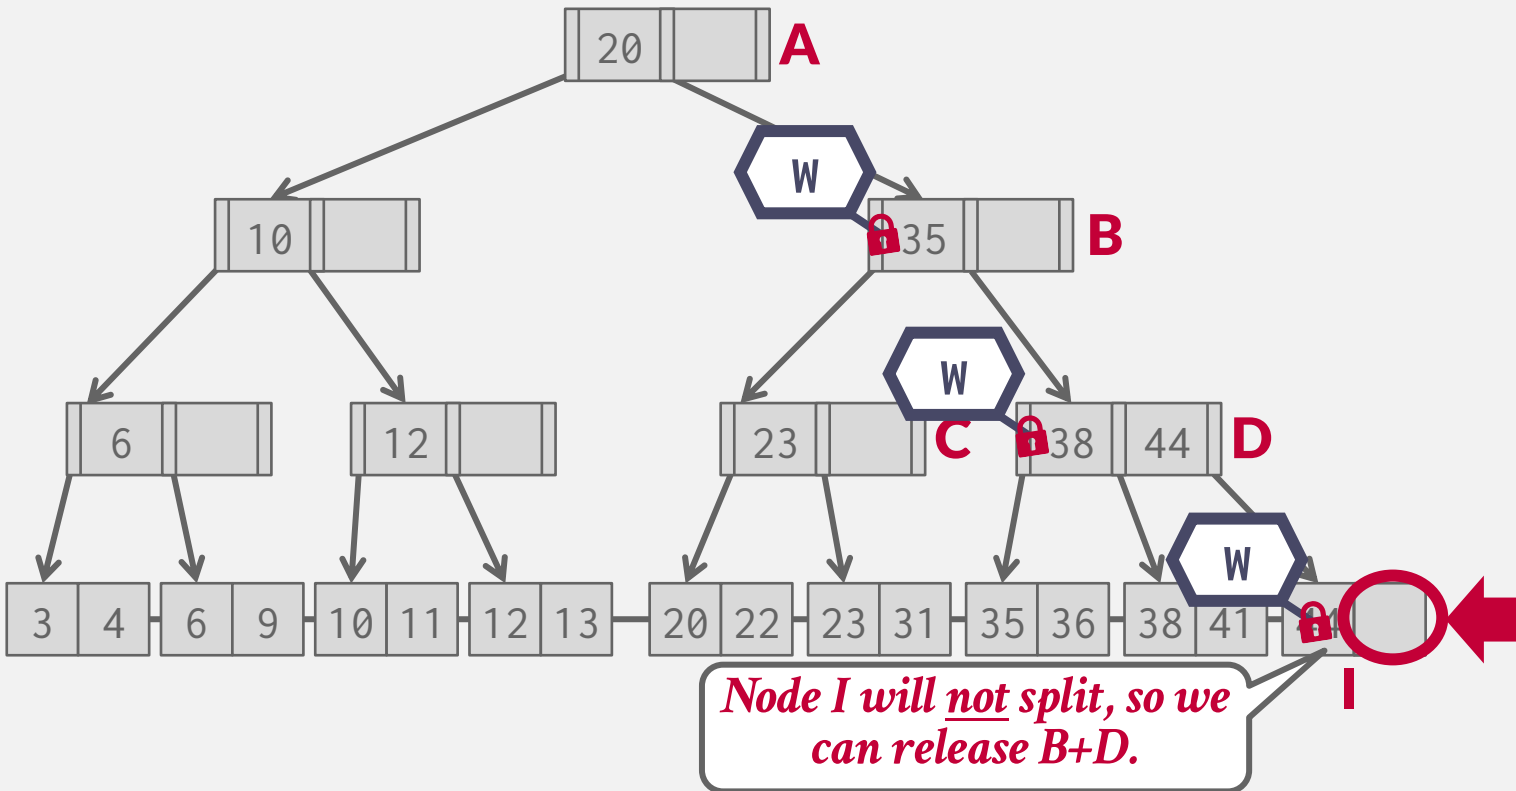 20 A
W
10
35 B
W
6
12
23 C
38 44 D
W
3 4 6 9 10 11 12 13 20 22 23 31 35 36 38 41 44
I
Node I will not split, so we
can release B+D.